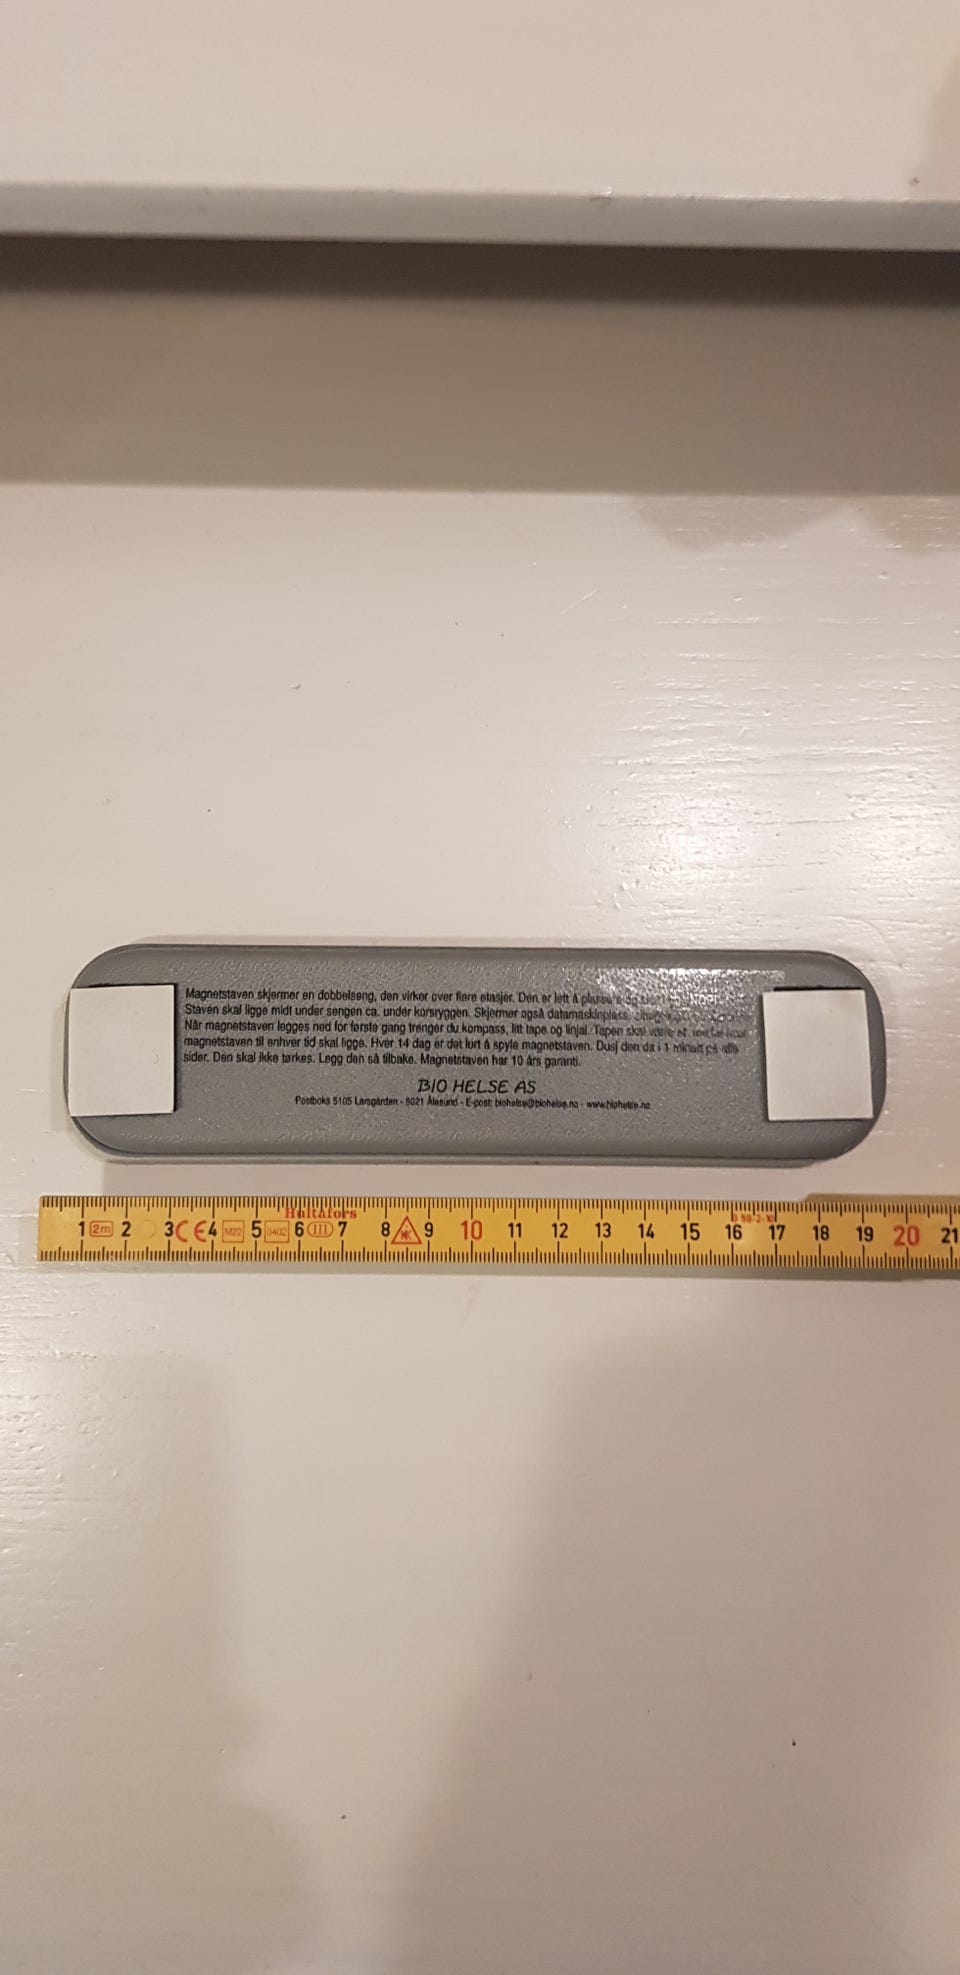 Magnetstaven skjermer en dobbelseng, den virker over flere etasjer. Den er lett å plassere og
Staven skal ligge midt under sengen ca. under korsryggen. Skjermer også datamaskinplass,
Når magnetstaven legges ned for første gang trenger du kompass, litt tape og linjal. Tapen skal være et
magnetstaven til enhver tid skal ligge. Hver 14 dag er det lurt å spyle magnetstaven. Dusj den da i 1 minutt på alle
sider. Den skal ikke tørkes. Legg den så tilbake. Magnetstaven har 10 års garanti.
BIO HELSE AS
Postboks 5105 Larsgården - 6021 Ålesund - E-post: biohelse@biohelse.no - www.biohelse.no
Hultafors
1 2m 2 3 CE 4 M22 5 0402 6 III 7 8 9 10 11 12 13 14 15 16 17 18 19 20 21